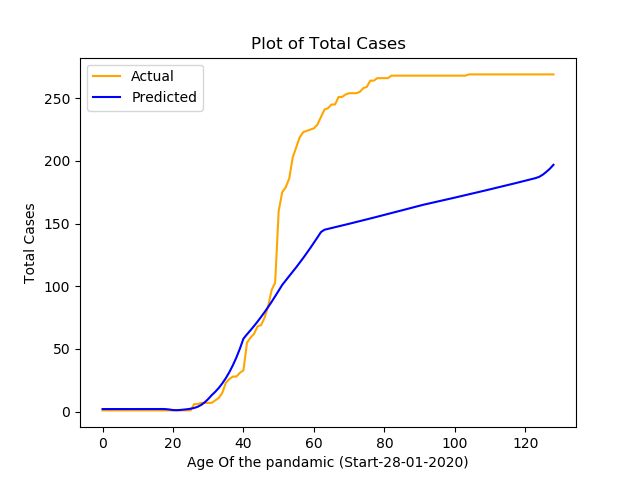 Plot of Total Cases
Actual
Predicted
Total Cases
250
200
150
100
50
0
0 20 40 60 80 100 120
Age Of the pandamic (Start-28-01-2020)